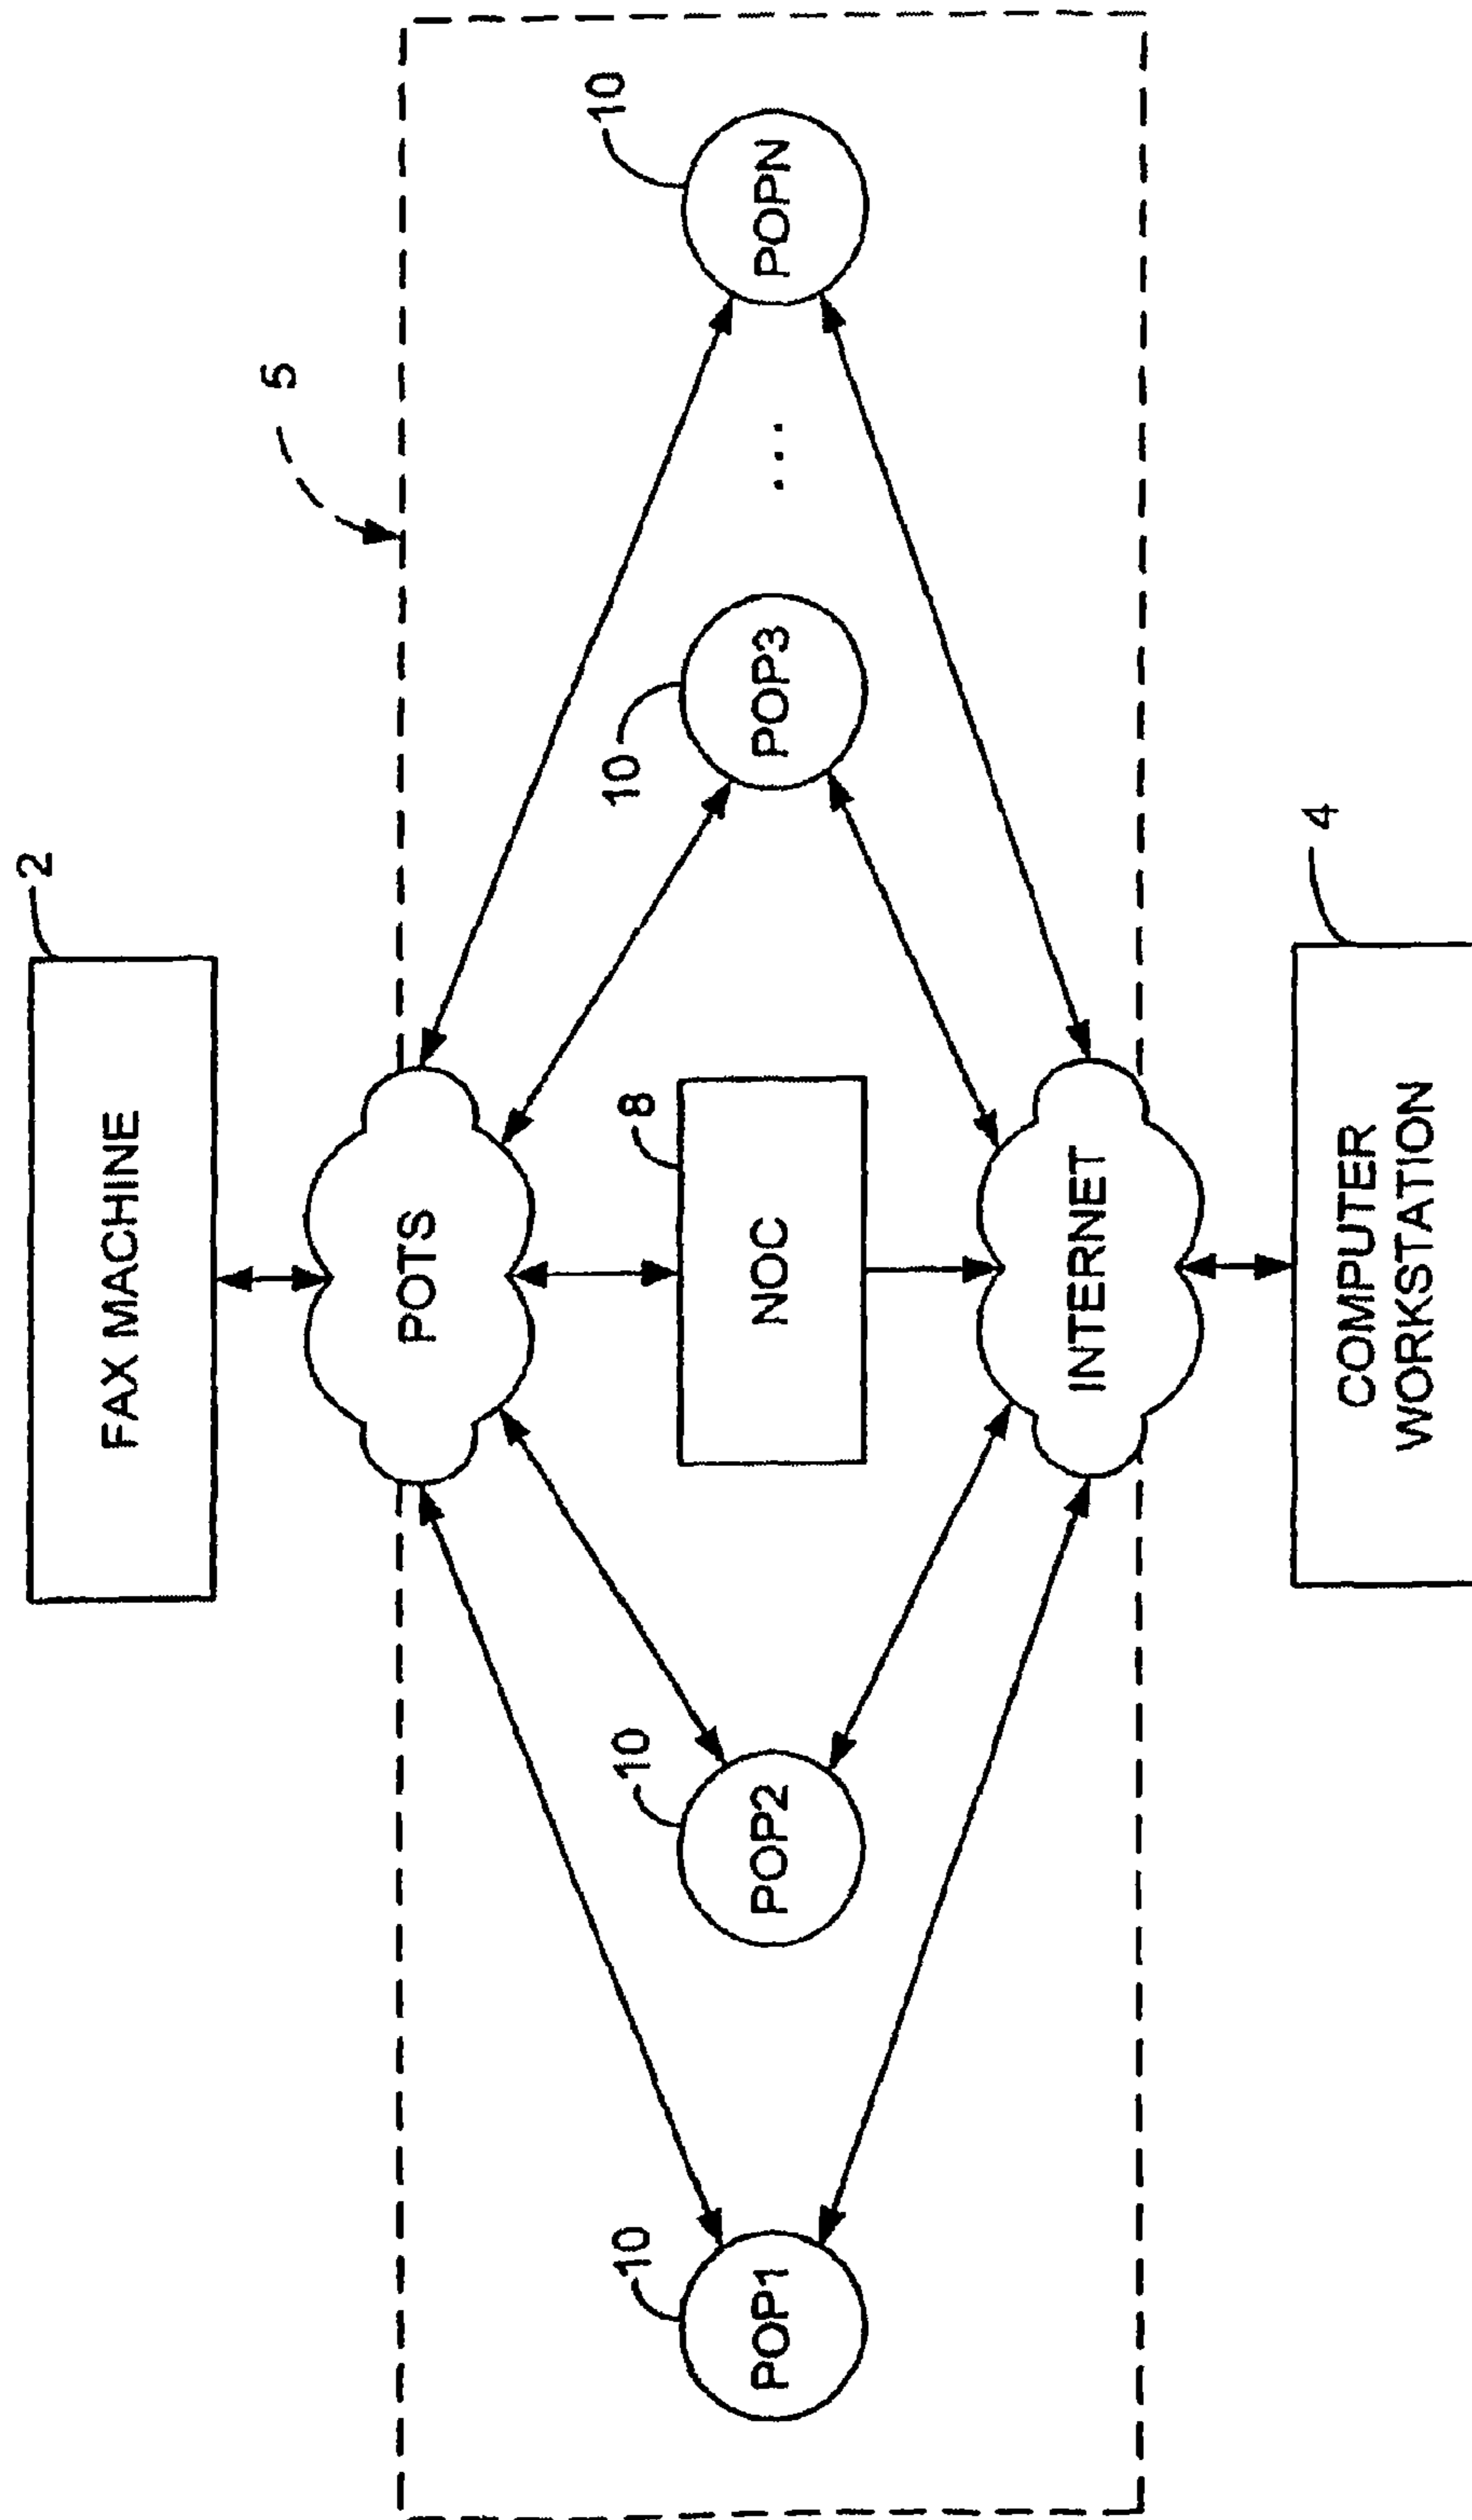 FAX MACHINE
2
5
POTS
10
POP1
10
POP2
8
NOC
10
POP3
...
10
POPN
INTERNET
4
COMPUTER
WORKSTATION